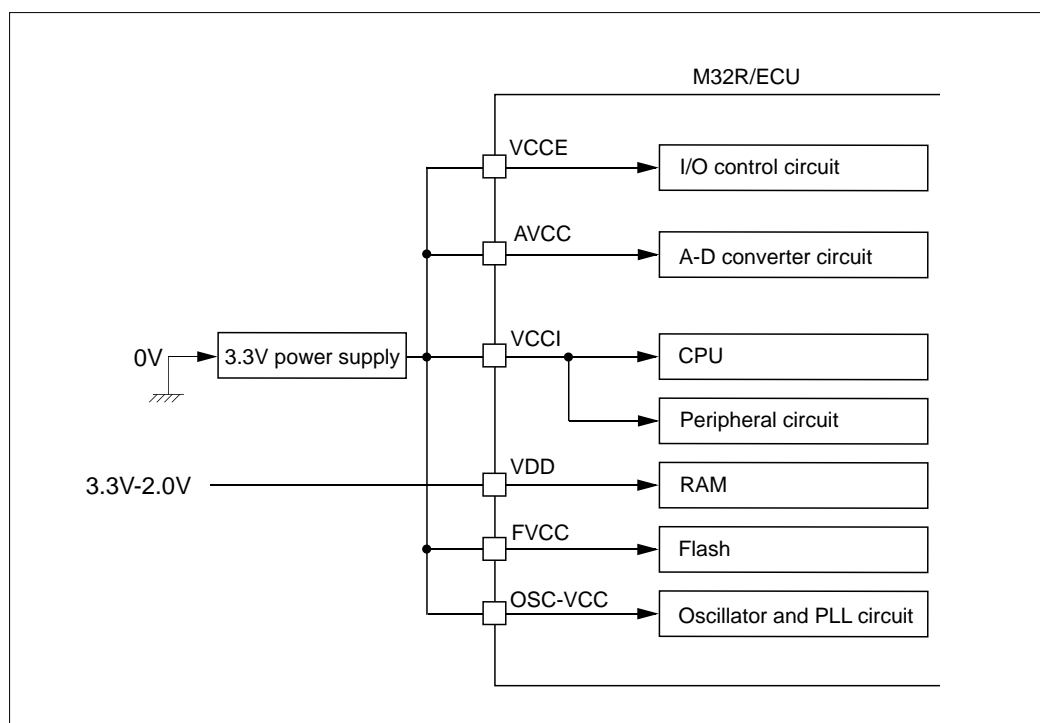 M32R/ECU
VCCE
I/O control circuit
AVCC
A-D converter circuit
0V
3.3V power supply
VCCI
CPU
Peripheral circuit
3.3V-2.0V
VDD
RAM
FVCC
Flash
OSC-VCC
Oscillator and PLL circuit